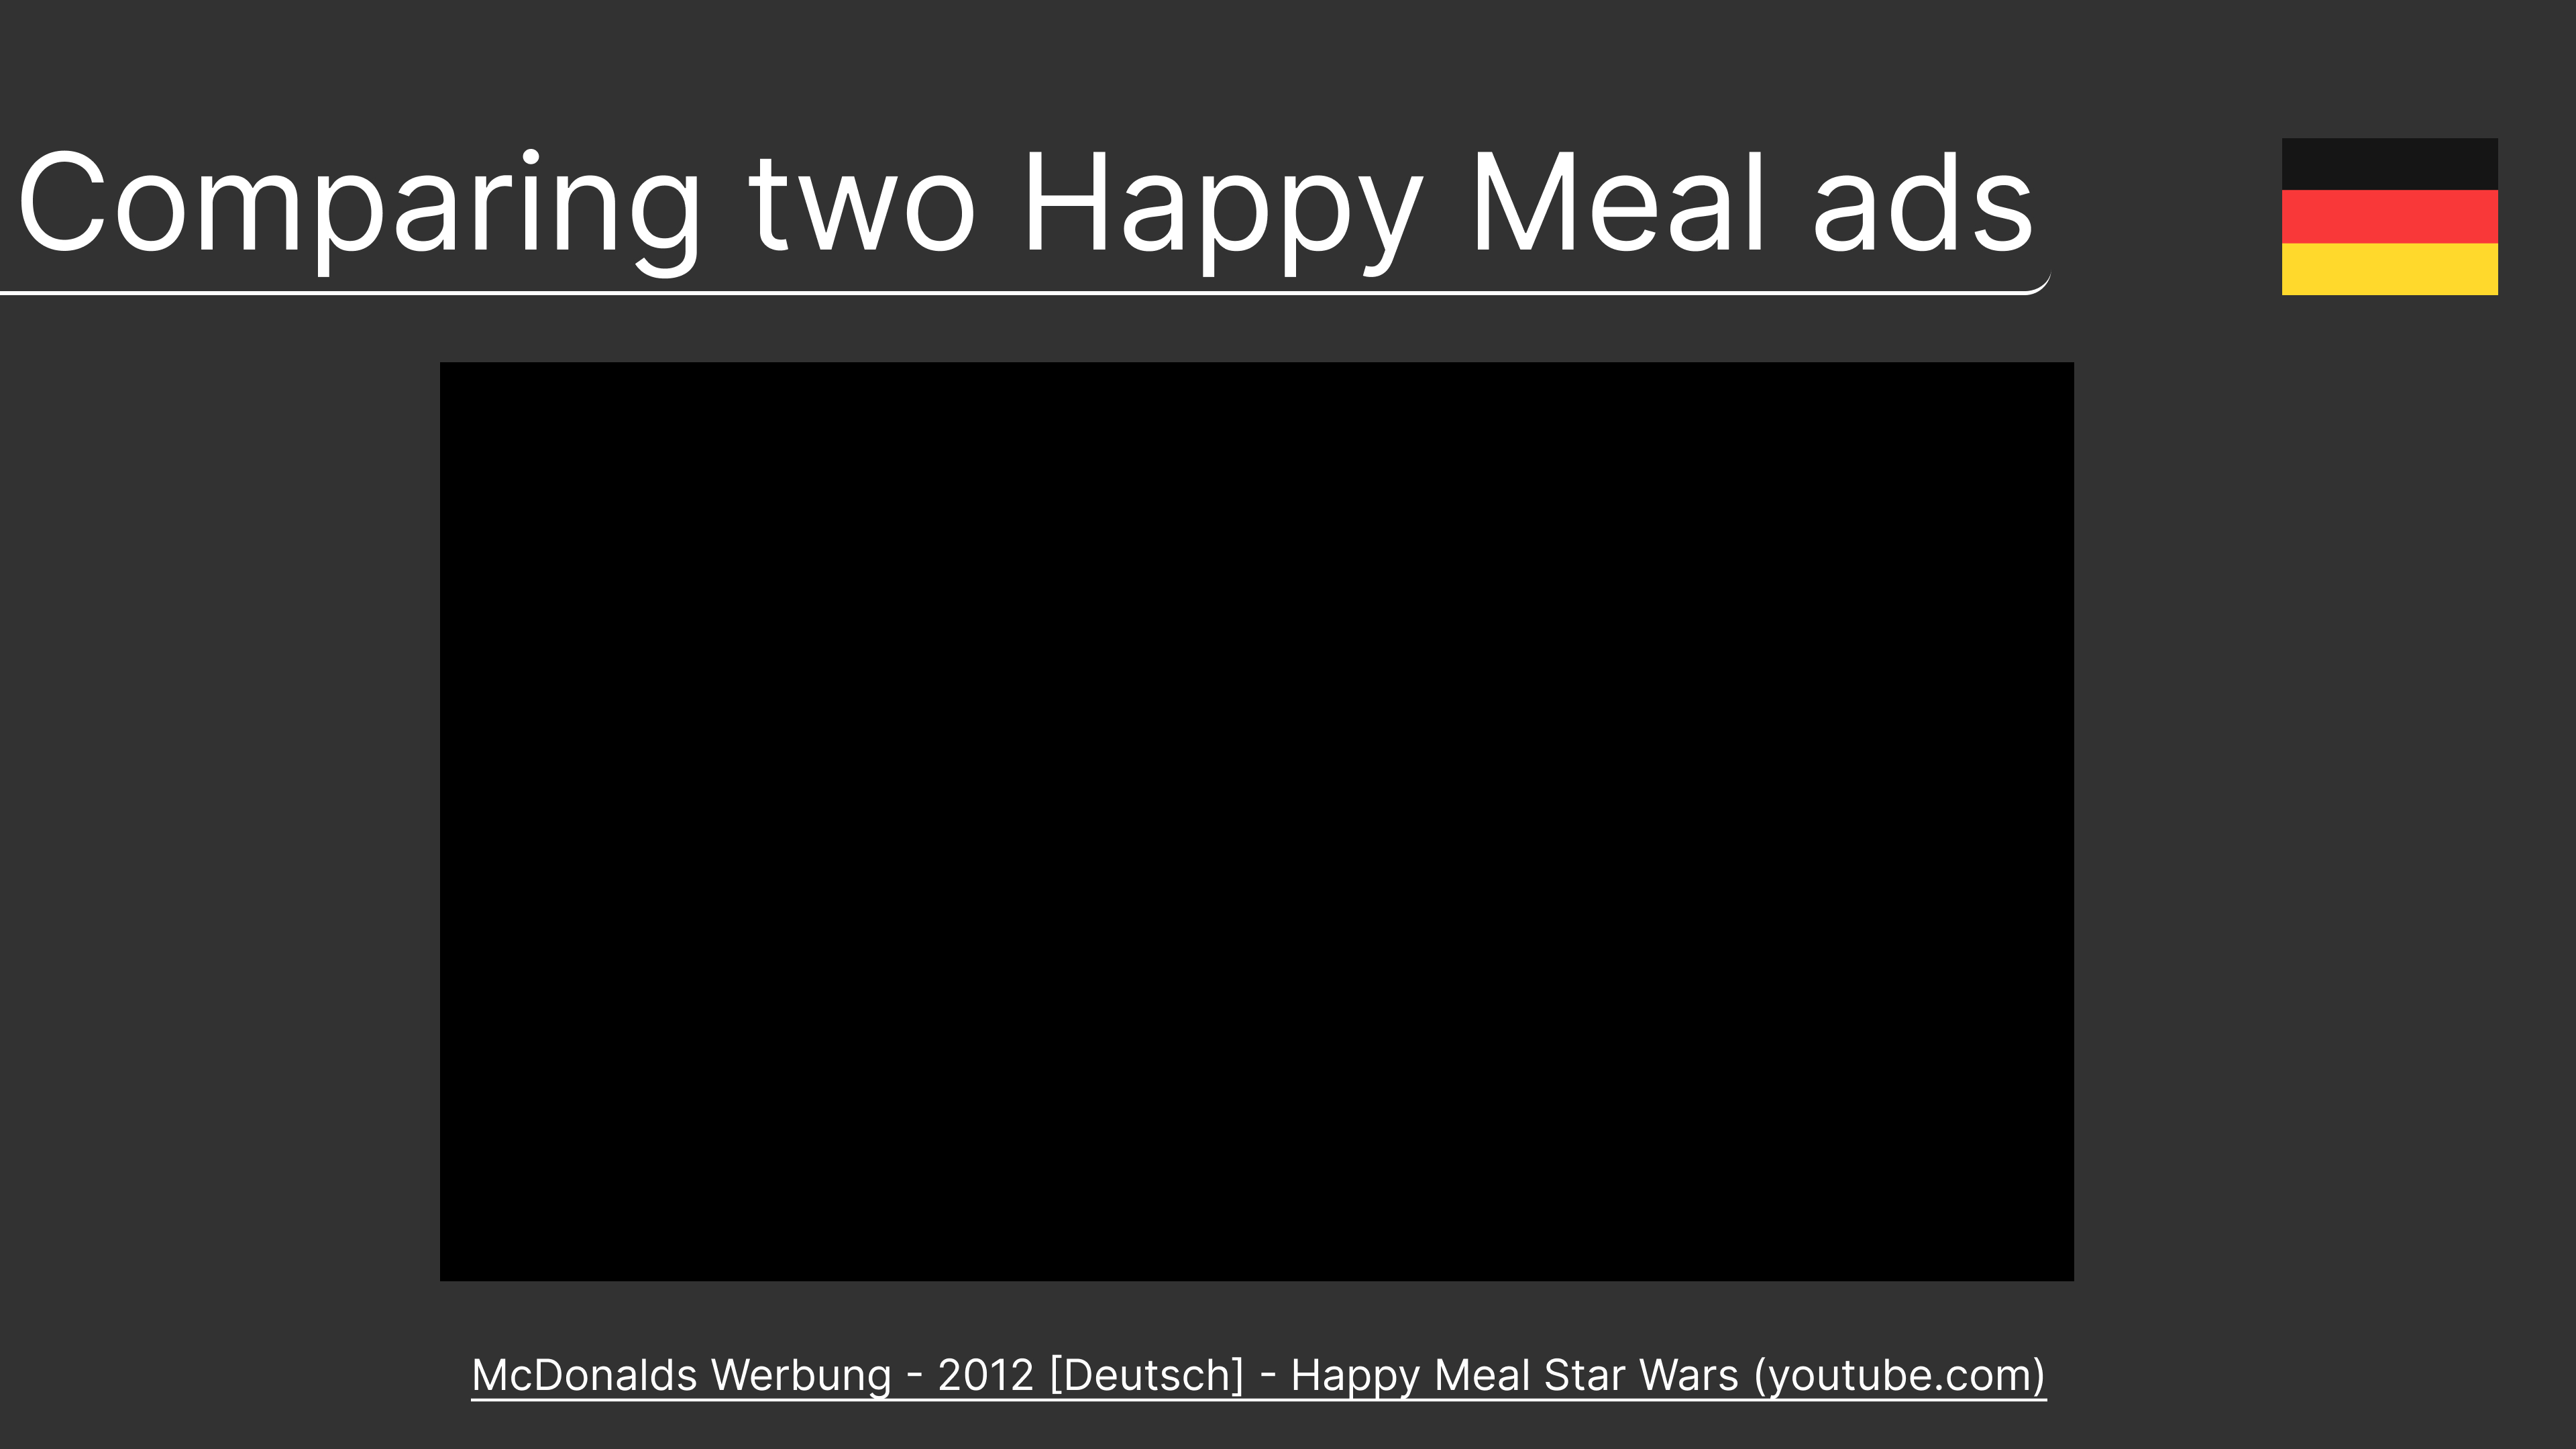 Comparing two Happy Meal ads
McDonalds Werbung - 2012 [Deutsch] - Happy Meal Star Wars (youtube.com)